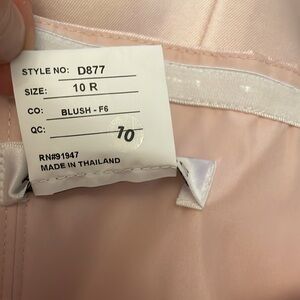 STYLE NO: D877
SIZE: 10 R
CO: BLUSH - F6
QC: 10
RN#91947
MADE IN THAILAND